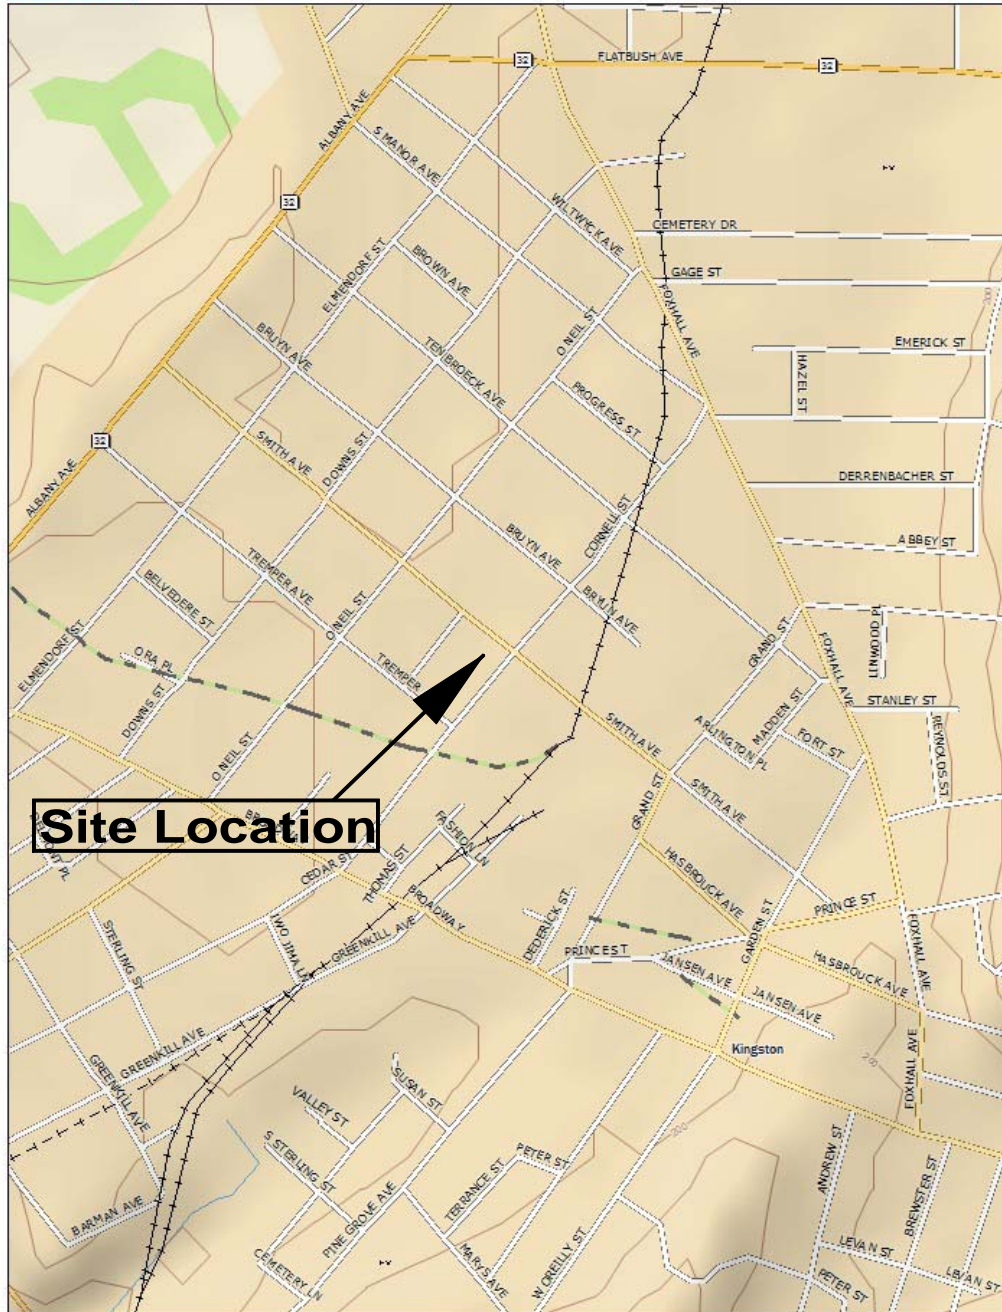 32
FLATBUSH AVE
32
ALBANY AVE
S MANOR AVE
32
WILTWYCK AVE
CEMETERY DR
ELMENDORF ST
BROWN AVE
GAGE ST
FOXHALL AVE
200
BRUYN AVE
TEN BROECK AVE
O NEIL ST
EMERICK ST
HAZEL ST
PROGRESS ST
32
SMITH AVE
DOWNS ST
ALBANY AVE
DERRENBACHER ST
CORNELL ST
BRUYN AVE
ABBEY ST
TREMPER AVE
BELVEDERE ST
O NEIL ST
BRUYN AVE
ELMENDORF ST
ORA PL
TREMPER
GRAND ST
FOXHALL AVE
LINWOOD PL
DOWNS ST
MADDEN ST
STANLEY ST
SMITH AVE
ARLINGTON PL
FORT ST
REYNOLDS ST
O NEIL ST
GRAND ST
SMITH AVE
Site Location
FASHION LN
CEDAR ST
THOMAS ST
BROADWAY
HASBROUCK AVE
PRINCE ST
STERLING ST
IWO JIMA LN
GREENKILL AVE
DEDERICK ST
PRINCE ST
GARDEN ST
FOXHALL AVE
HASBROUCK AVE
JANSEN AVE
JANSEN AVE
GREENKILL AVE
GREENKILL AVE
Kingston
200
FOXHALL AVE
SUSAN ST
VALLEY ST
200
S STERLING ST
PETER ST
TERRANCE ST
ANDREW ST
BREWSTER ST
BARMAN AVE
PINE GROVE AVE
MARYS AVE
W OREILLY ST
LEVAN ST
CEMETERY LN
PETER ST
LEVAN ST